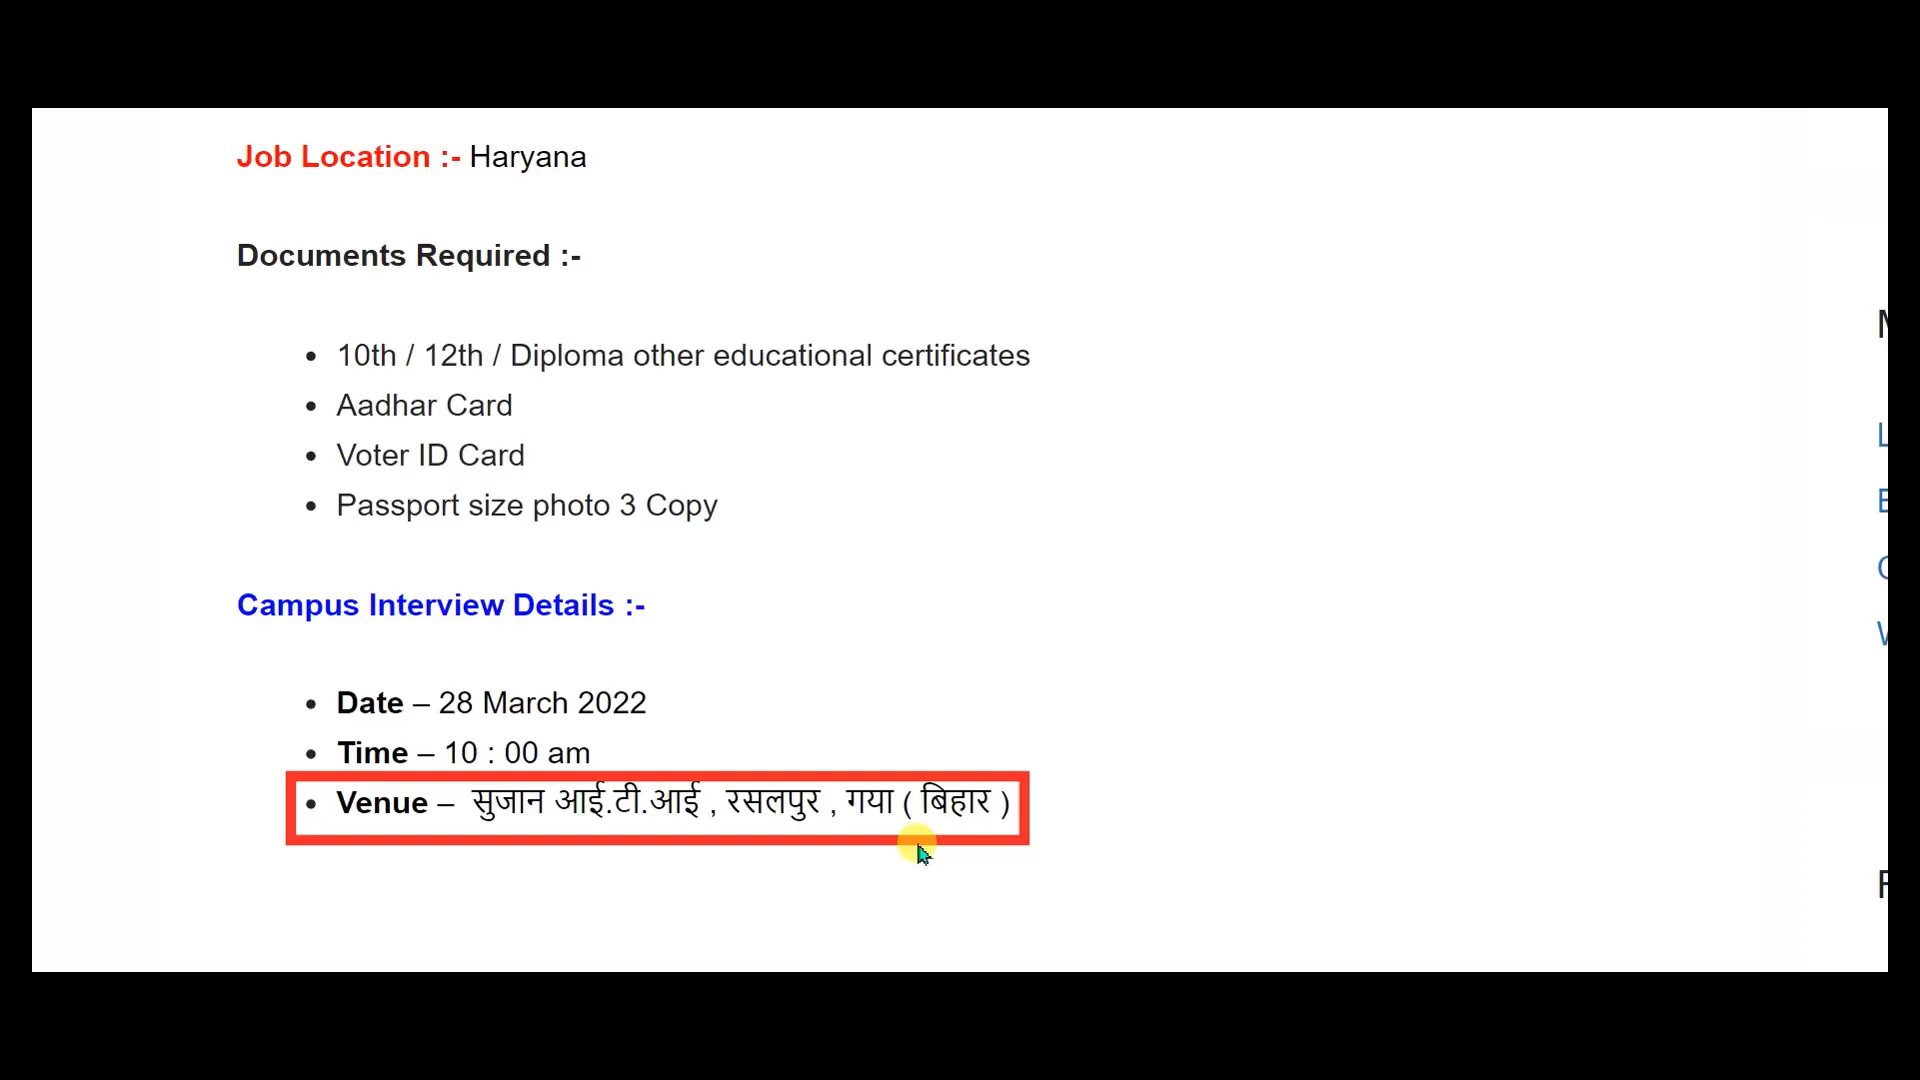 Job Location :- Haryana
Documents Required :-
10th / 12th / Diploma other educational certificates
Aadhar Card
Voter ID Card
Passport size photo 3 Copy
Campus Interview Details :-
Date – 28 March 2022
Time – 10 : 00 am
Venue – सुजान आई.टी.आई , रसलपुर , गया ( बिहार )